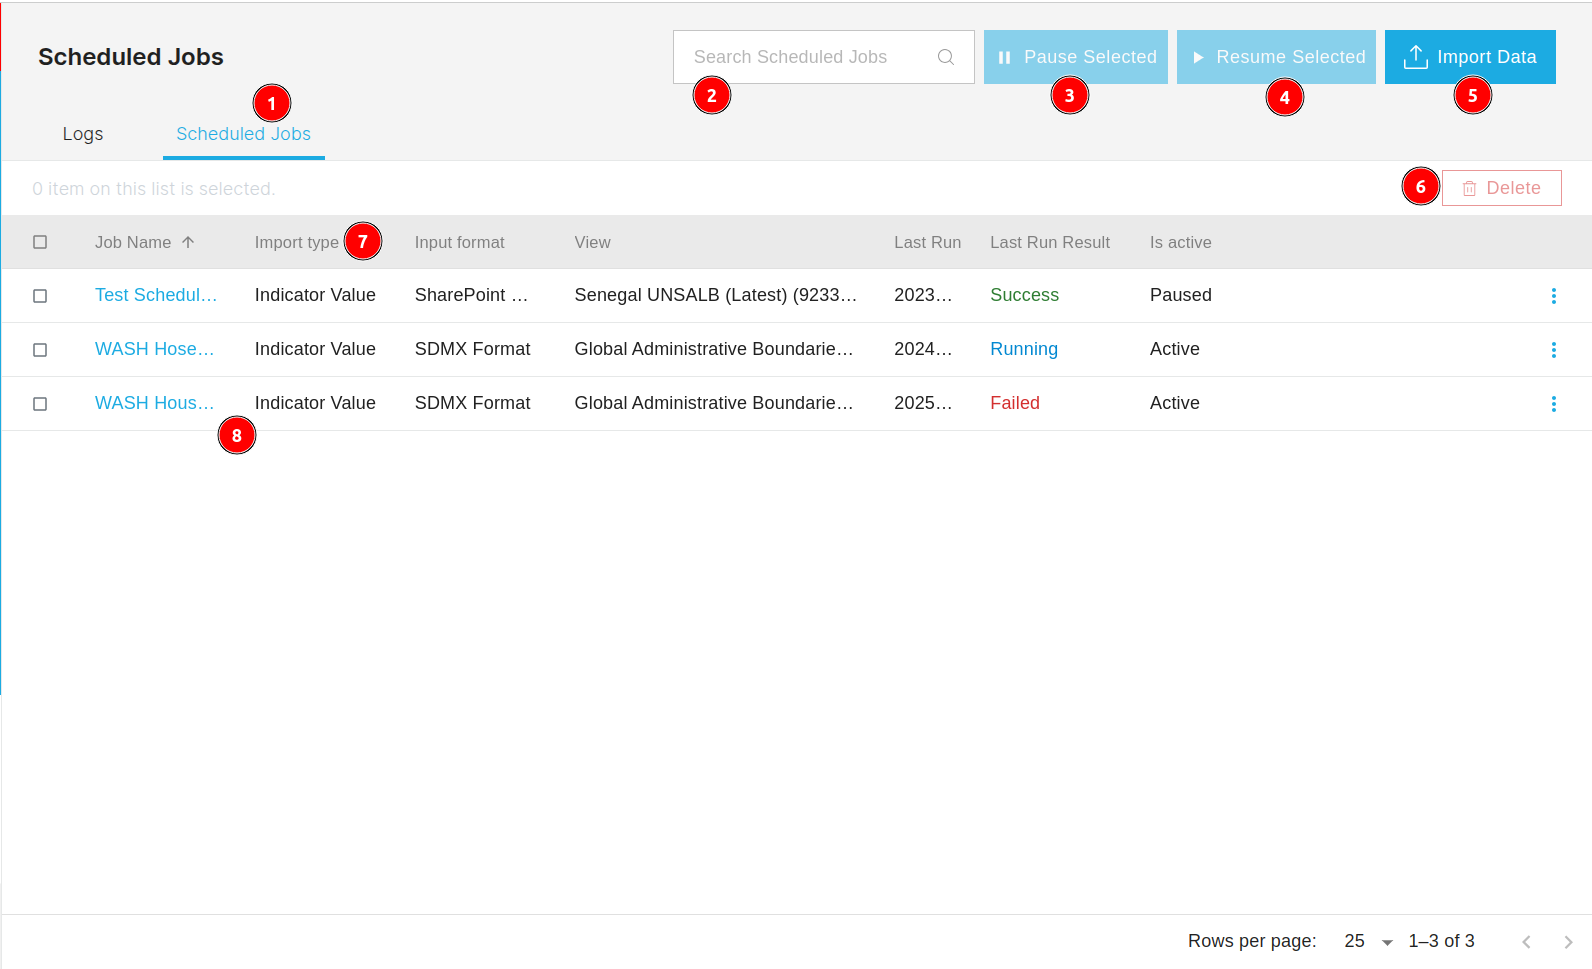 Scheduled Jobs
Search Scheduled Jobs
Pause Selected
Resume Selected
Import Data
1
2
3
4
5
Logs
Scheduled Jobs
0 item on this list is selected.
6
Delete
Job Name
Import type
7
Input format
View
Last Run
Last Run Result
Is active
Test Schedul... Indicator Value SharePoint ... Senegal UNSALB (Latest) (9233... 2023... Success Paused
WASH Hose... Indicator Value SDMX Format Global Administrative Boundarie... 2024... Running Active
WASH Hous... Indicator Value SDMX Format Global Administrative Boundarie... 2025... Failed Active
8
Rows per page: 25 1–3 of 3